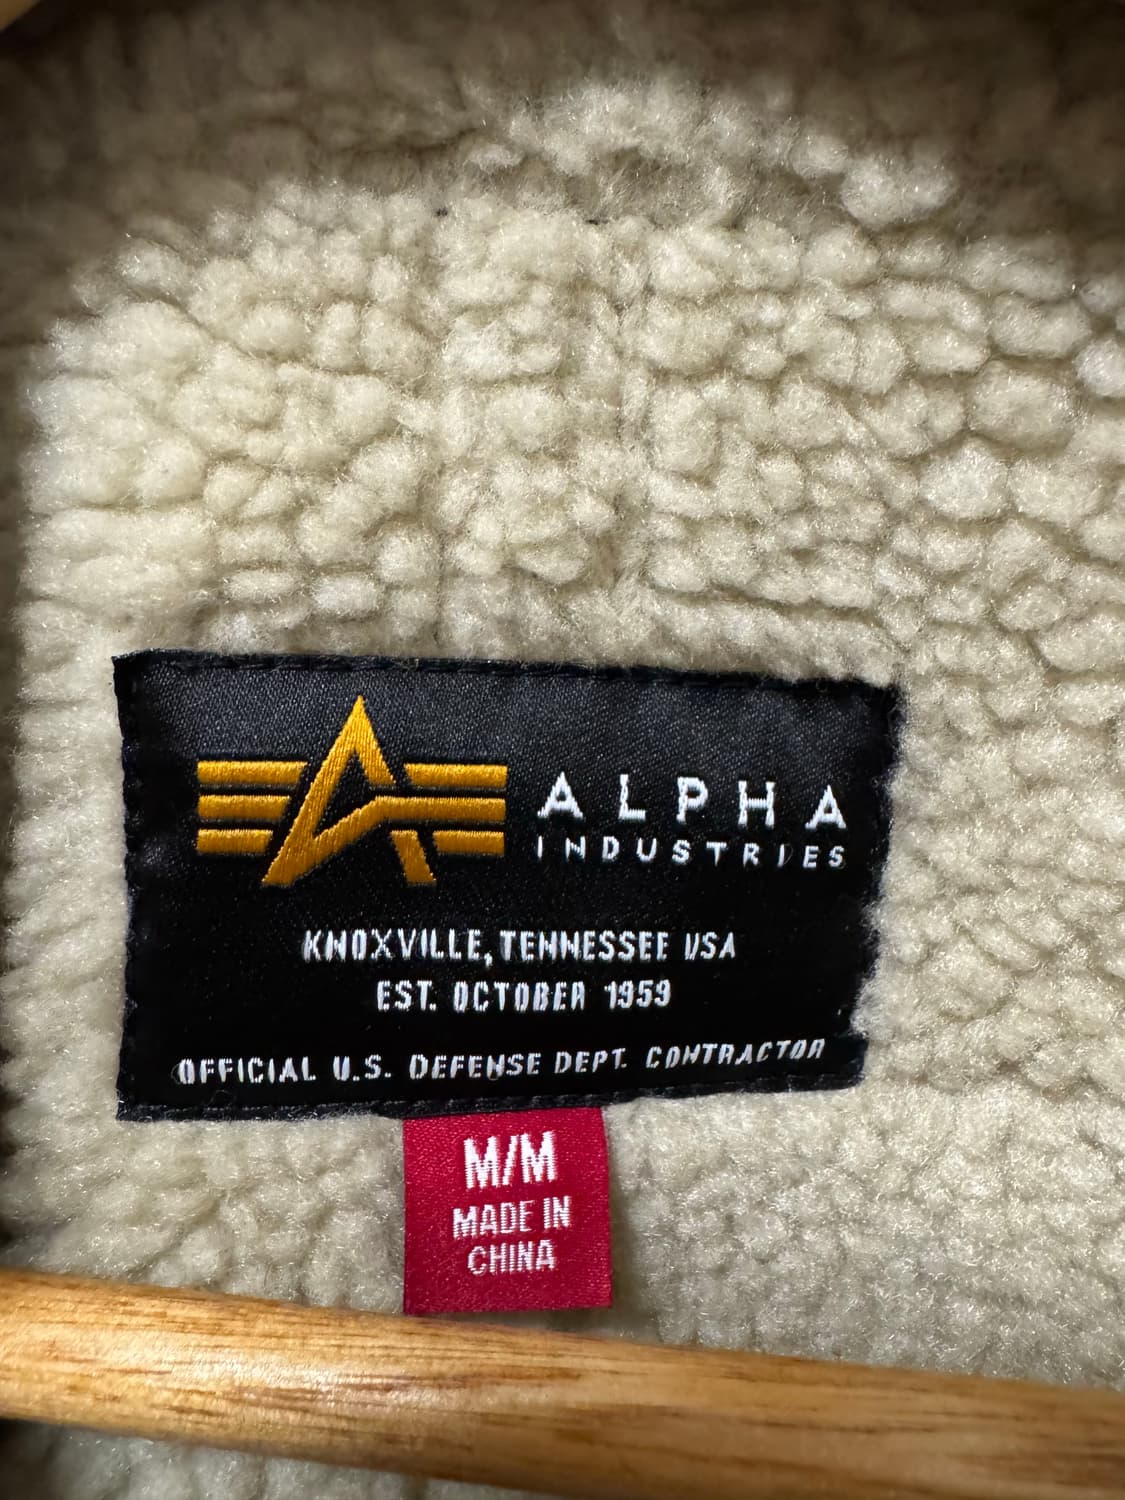 ALPHA
INDUSTRIES
KNOXVILLE, TENNESSEE USA
EST. OCTOBER 1959
OFFICIAL U.S. DEFENSE DEPT. CONTRACTOR
M/M
MADE IN
CHINA